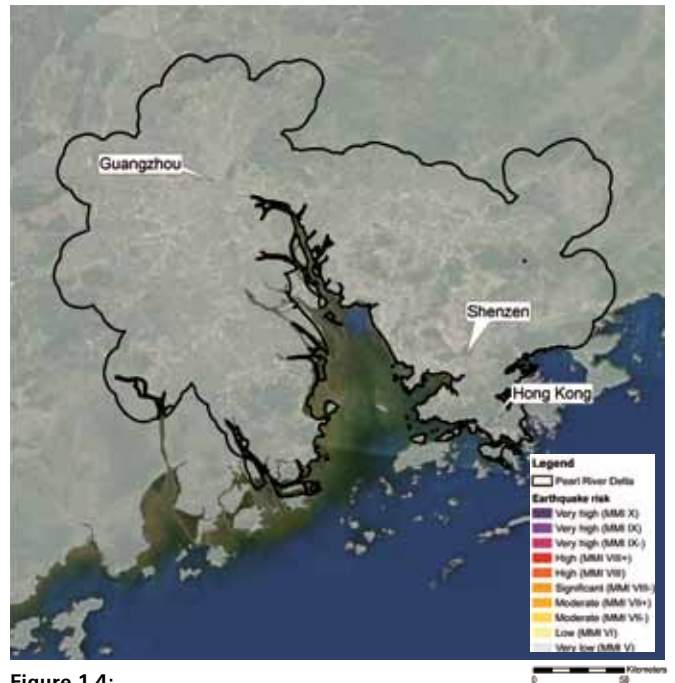 Guangzhou
Shenzen
Hong Kong
Legend
Pearl River Delta
Earthquake risk
Very high (MMI X)
Very high (MMI IX)
Very high (MMI IX-)
High (MMI VIII+)
High (MMI VIII)
Significant (MMI VIII-)
Moderate (MMI VII+)
Moderate (MMI VII-)
Low (MMI VI)
Very low (MMI V)
Kilometers
0 50
Figure 1.4: